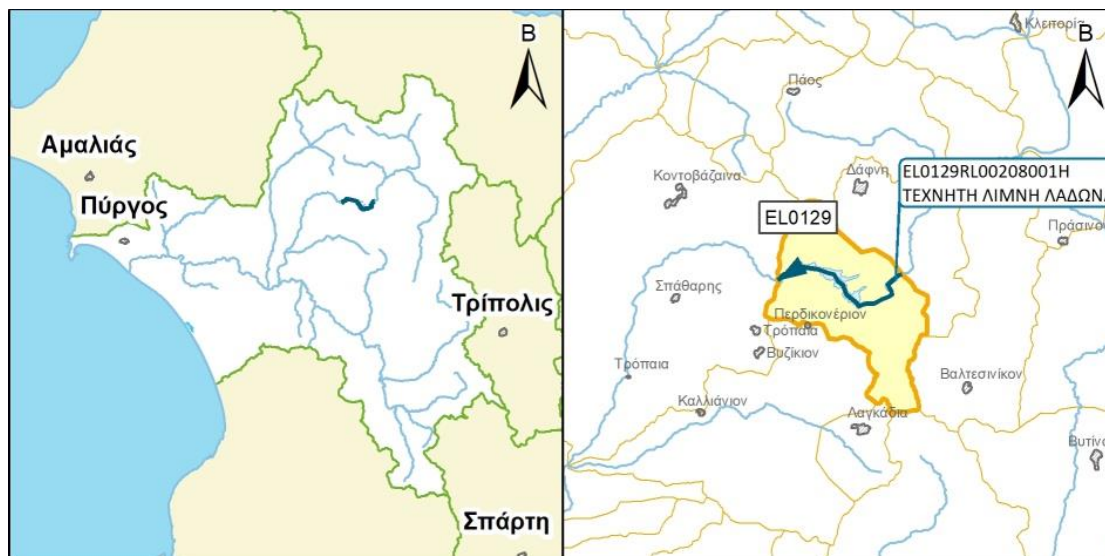 Β
Αμαλιάς
Πύργος
Τρίπολις
Σπάρτη
Κλειτορία
Β
Πάος
Κοντοβάζαινα
Δάφνη
EL0129RL00208001H
ΤΕΧΝΗΤΗ ΛΙΜΝΗ ΛΑΔΩΝΑ
EL0129
Πράσινο
Σπάθαρης
Περδικονέριον
Τρόπαια
Βυζίκιον
Τρόπαια
Βαλτεσινίκον
Καλλιάνιον
Λαγκάδια
Βυτίνα